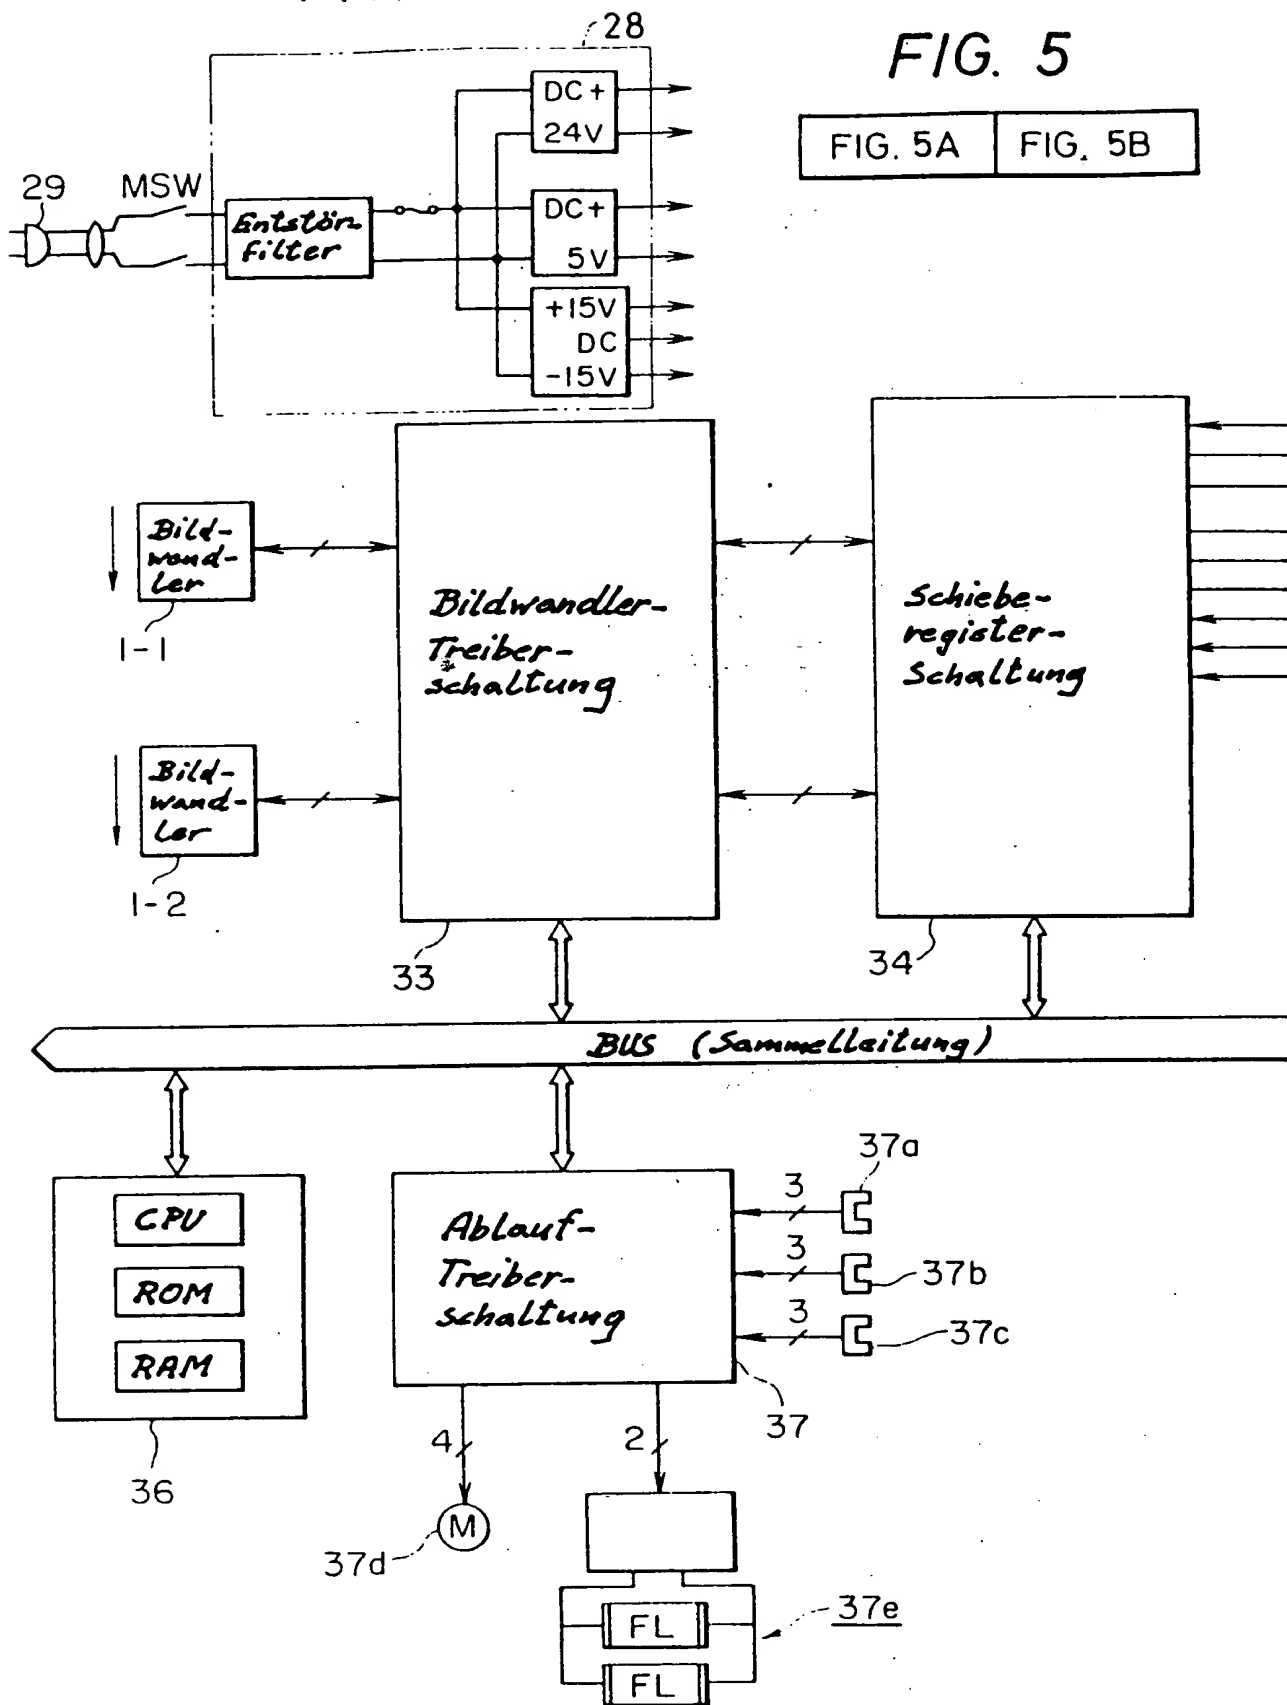 28
FIG. 5
FIG. 5A FIG. 5B
DC +
24V
29
MSW
Entstör-
filter
DC +
5V
+15V
DC
-15V
Bild-
wand-
ler
1-1
Bildwandler-
Treiber-
schaltung
Schiebe-
register-
Schaltung
Bild-
wand-
ler
1-2
33
34
BUS (Sammelleitung)
CPU
ROM
RAM
36
Ablauf-
Treiber-
schaltung
3
37a
3
37b
3
37c
37
4
2
M
37d
FL
37e
FL